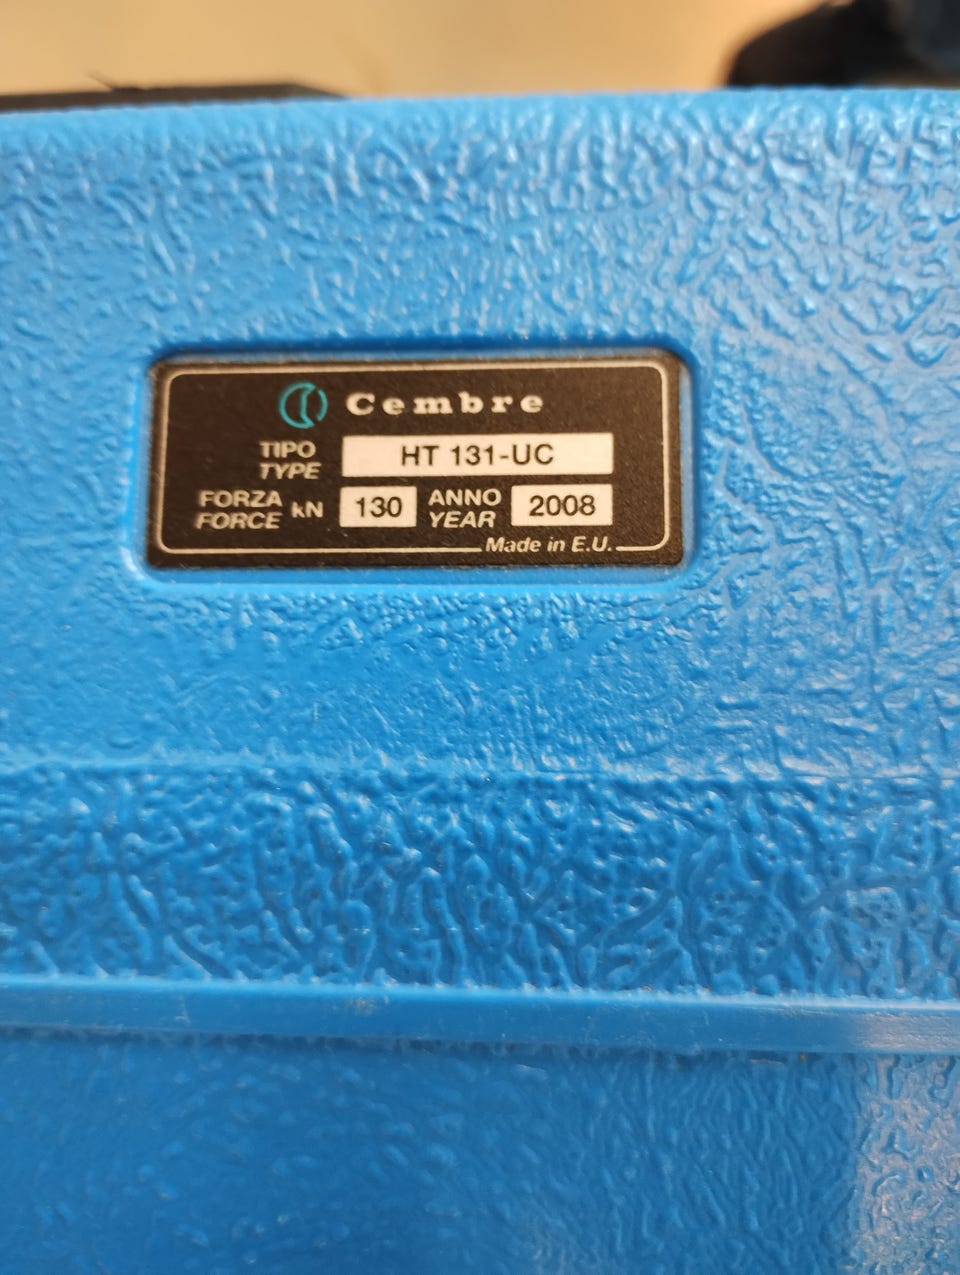 Cembre
TIPO HT 131-UC
TYPE
FORZA kN 130 ANNO 2008
FORCE YEAR
Made in E.U.